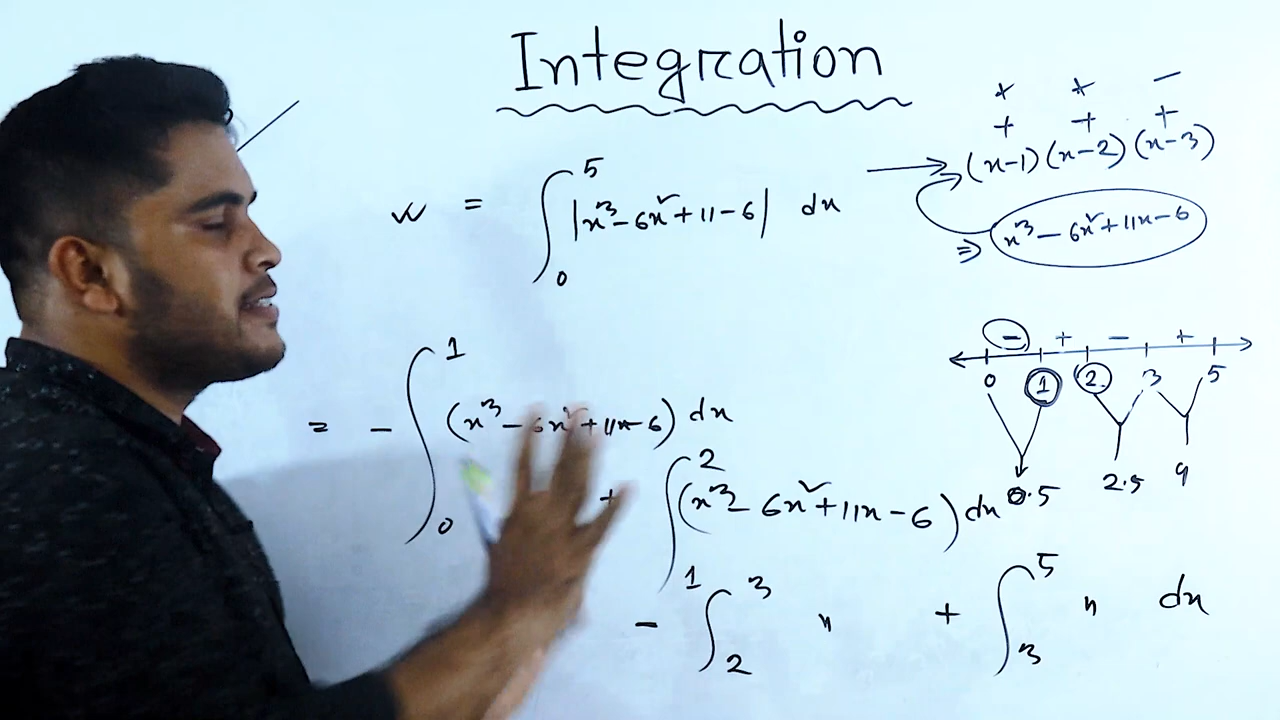 Integration
+ + −
+ + +
w = ∫₀⁵ |x³−6x²+11−6| dx → (x−1)(x−2)(x−3)
⇒ x³−6x²+11x−6
− + − +
0 1 2 3 5
= −∫₀¹ (x³−6x²+11x−6) dx
0.5 2.5 9
+ ∫₁² (x³−6x²+11x−6) dx
− ∫₂³ " + ∫₃⁵ " dx